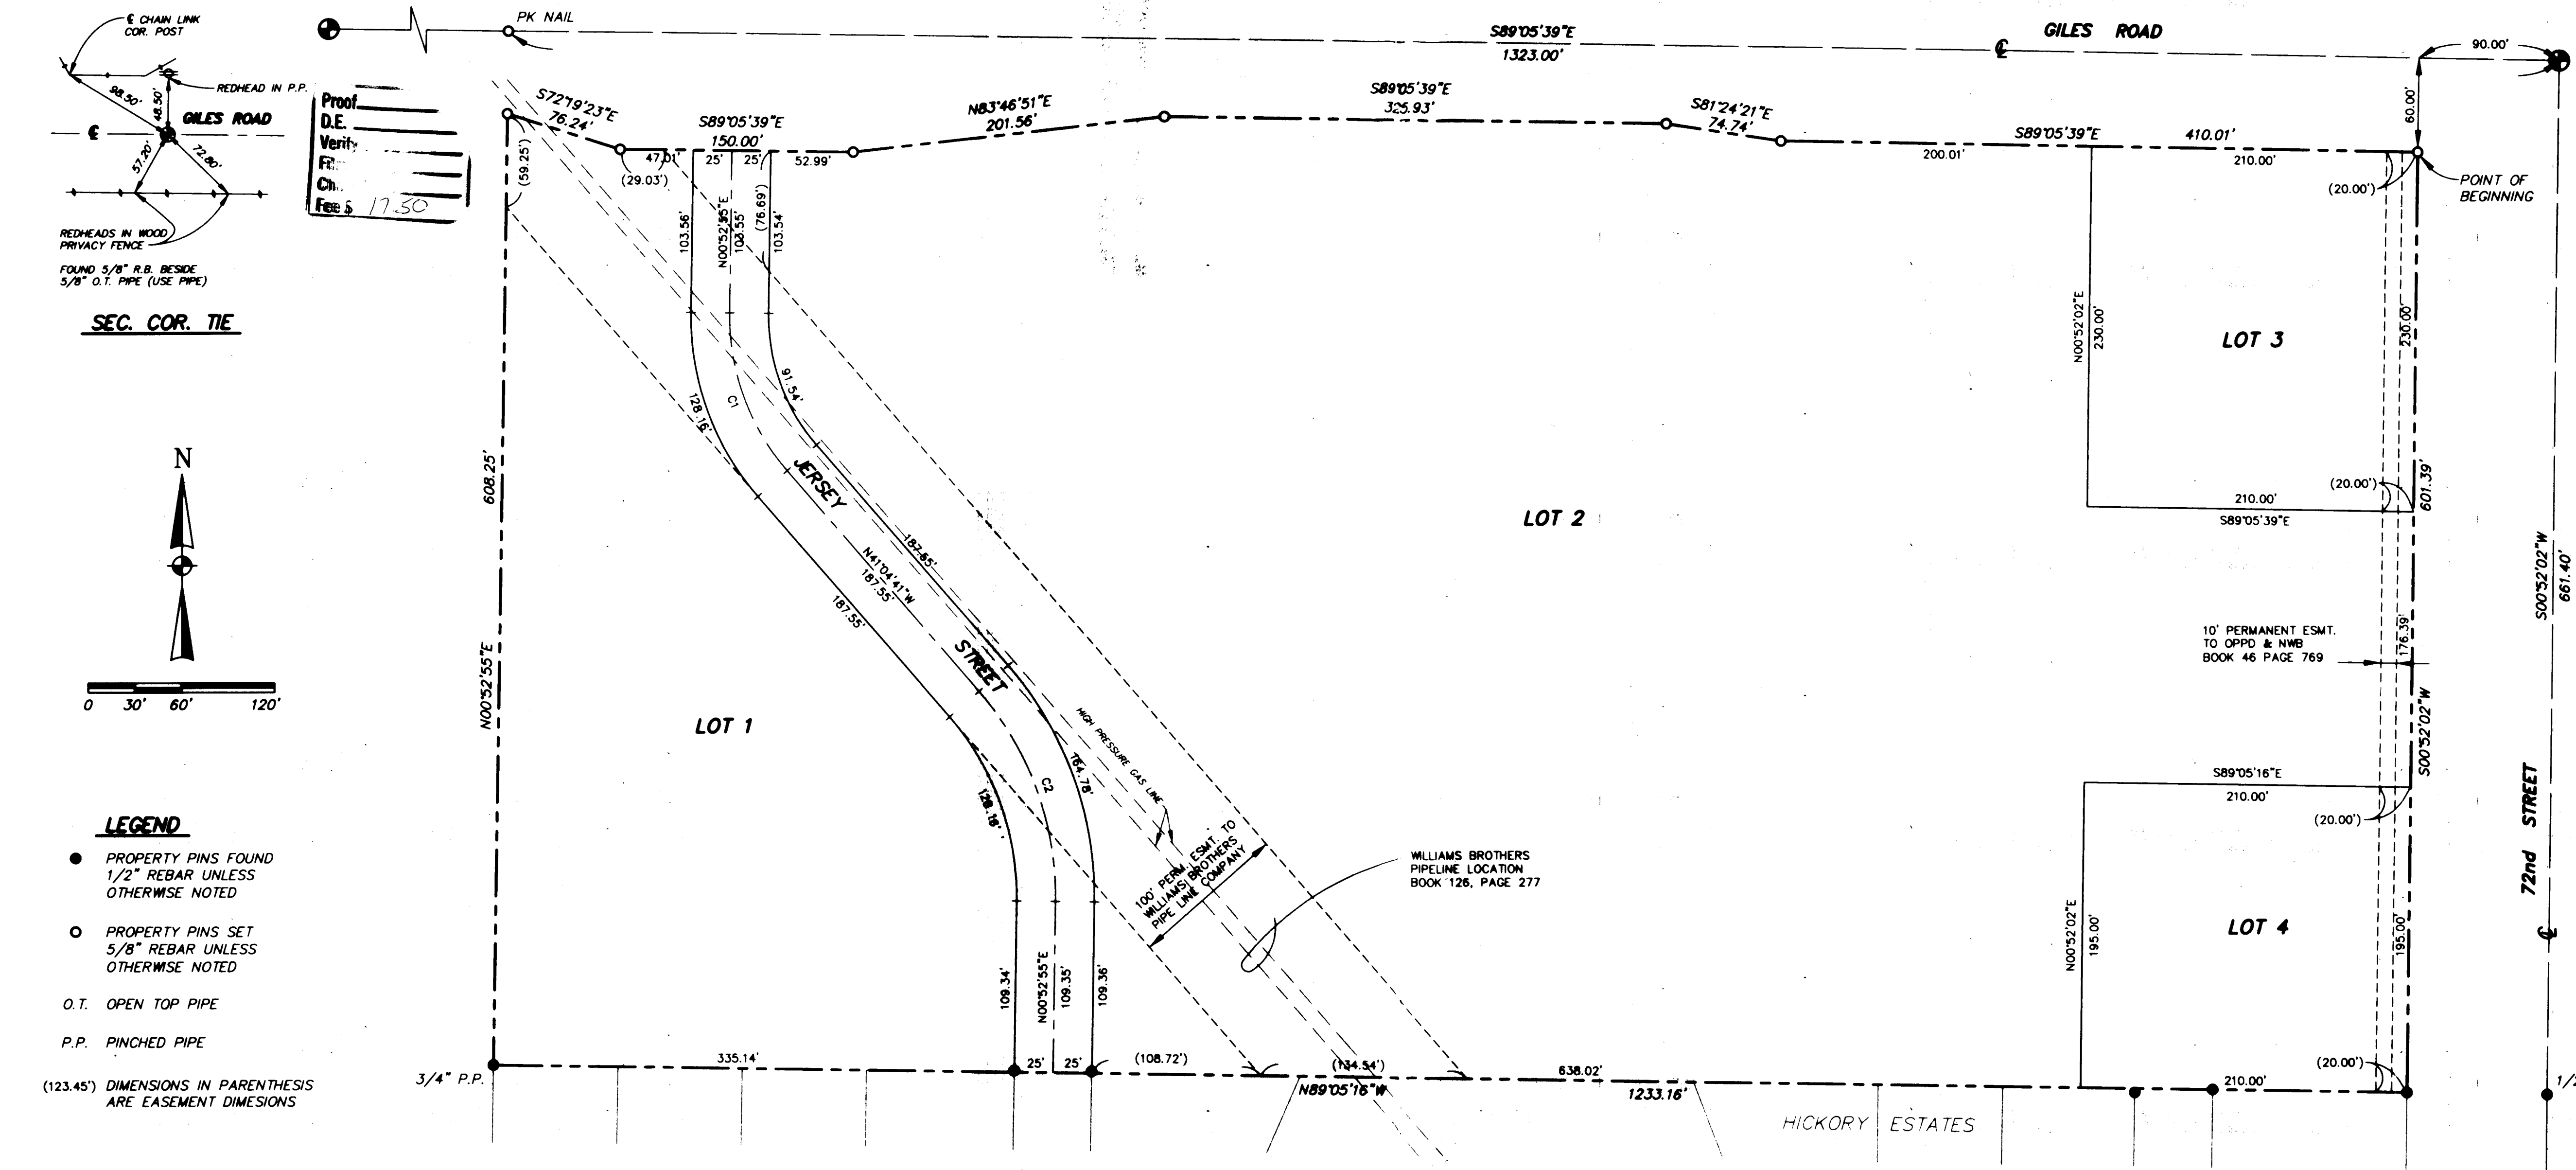 ℄ CHAIN LINK
COR. POST
98.50'
48.50'
REDHEAD IN P.P.
℄
GILES ROAD
57.20'
72.80'
REDHEADS IN WOOD
PRIVACY FENCE
FOUND 5/8" R.B. BESIDE
5/8" O.T. PIPE (USE PIPE)
SEC. COR. TIE
Proof
D.E.
Verify
Fee $ 17.50
N
0 30' 60' 120'
LEGEND
PROPERTY PINS FOUND
1/2" REBAR UNLESS
OTHERWISE NOTED
PROPERTY PINS SET
5/8" REBAR UNLESS
OTHERWISE NOTED
O.T. OPEN TOP PIPE
P.P. PINCHED PIPE
(123.45') DIMENSIONS IN PARENTHESIS
ARE EASEMENT DIMESIONS
PK NAIL
S89°05'39"E
1323.00'
℄
GILES ROAD
90.00'
60.00'
S72°19'23"E
76.24'
S89°05'39"E
150.00'
N83°46'51"E
201.56'
S89°05'39"E
325.93'
S81°24'21"E
74.74'
S89°05'39"E 410.01'
200.01'
210.00'
47.01'
25'
25'
52.99'
(29.03')
(59.25')
(76.69')
(20.00')
POINT OF
BEGINNING
103.56'
N00°52'55"E
103.55'
103.54'
91.54'
C1
128.16'
608.25'
N00°52'55"E
JERSEY
STREET
187.55'
N41°04'41"W
187.55'
187.55'
LOT 1
LOT 2
LOT 3
N00°52'02"E
230.00'
230.00'
(20.00')
210.00'
S89°05'39"E
601.39'
S00°52'02"W
661.40'
10' PERMANENT ESMT.
TO OPPD & NWB
BOOK 46 PAGE 769
176.39'
S00°52'02"W
72nd STREET
℄
HIGH PRESSURE GAS LINE
164.78'
C2
128.16'
100' PERM. ESMT. TO
WILLIAMS BROTHERS
PIPE LINE COMPANY
WILLIAMS BROTHERS
PIPELINE LOCATION
BOOK 126, PAGE 277
S89°05'16"E
210.00'
(20.00')
LOT 4
N00°52'02"E
195.00'
195.00'
(20.00')
210.00'
109.34'
N00°52'55"E
109.35'
109.36'
3/4" P.P.
335.14'
25'
25'
(108.72')
(134.54')
638.02'
N89°05'16"W
1233.16'
HICKORY ESTATES